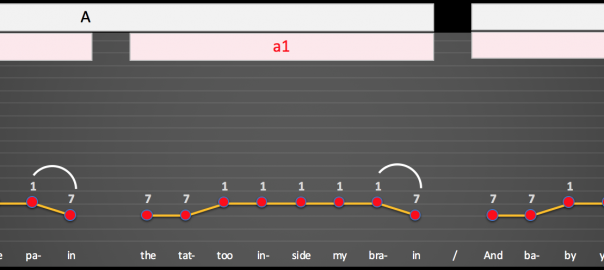 A
a1
1 7 7 7 1 1 1 1 1 7 7 7 1
pa- in the tat- too in- side my bra- in / And ba- by